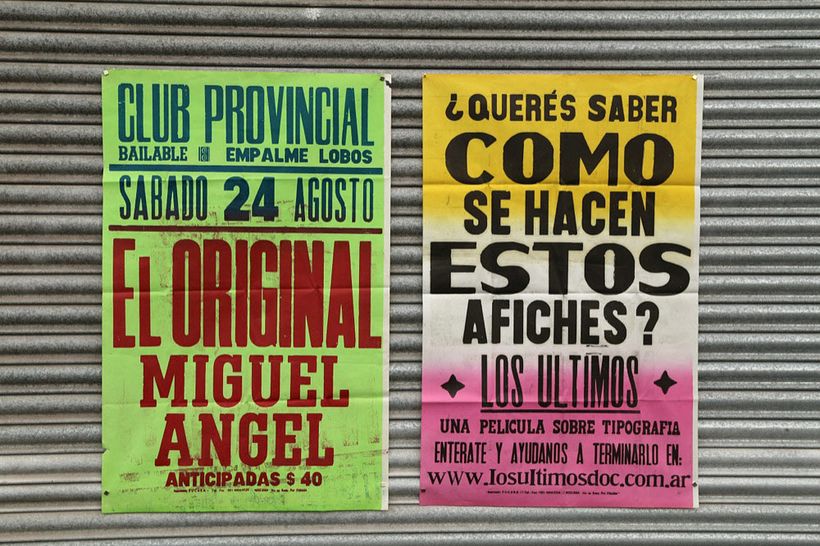 CLUB PROVINCIAL
BAILABLE EN EMPALME LOBOS
SABADO 24 AGOSTO
EL ORIGINAL
MIGUEL
ANGEL
ANTICIPADAS $ 40
¿QUERÉS SABER
COMO
SE HACEN
ESTOS
AFICHES?
LOS ULTIMOS
UNA PELICULA SOBRE TIPOGRAFIA
ENTERATE Y AYUDANOS A TERMINARLO EN:
www.losultimosdoc.com.ar